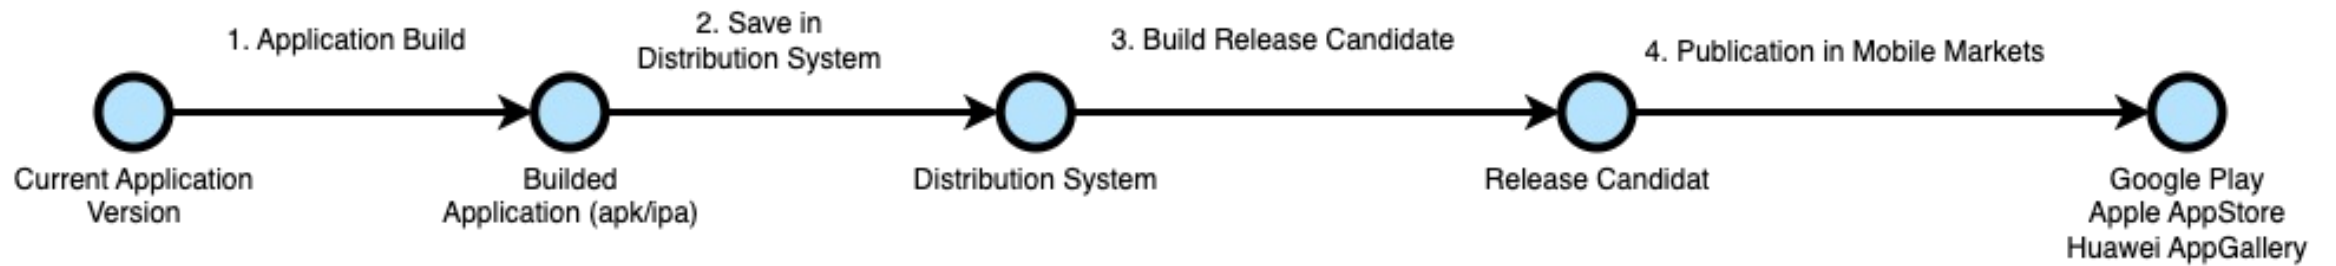 1. Application Build
2. Save in
Distribution System
3. Build Release Candidate
4. Publication in Mobile Markets
Current Application
Version
Builded
Application (apk/ipa)
Distribution System
Release Candidat
Google Play
Apple AppStore
Huawei AppGallery